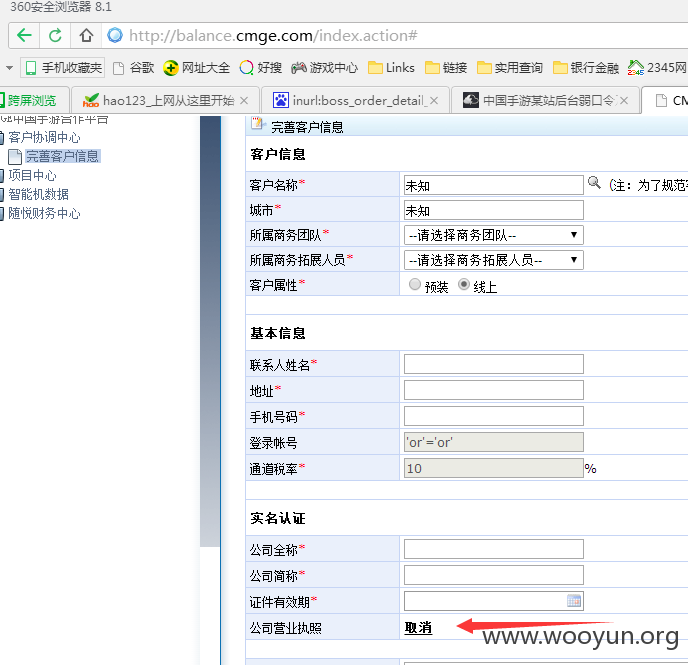 360安全浏览器 8.1
http://balance.cmge.com/index.action#
手机收藏夹 谷歌 网址大全 好搜 游戏中心 Links 链接 实用查询 银行金融 2345网
跨屏浏览 hao123_上网从这里开始 × inurl:boss_order_detail_ × 中国手游某站后台弱口令 × CM
GE中国手游合作平台
客户协调中心
完善客户信息
项目中心
智能机数据
随悦财务中心
完善客户信息
客户信息
客户名称* 未知 (注：为了规范
城市* 未知
所属商务团队* --请选择商务团队--
所属商务拓展人员* --请选择商务拓展人员--
客户属性* 预装 线上
基本信息
联系人姓名*
地址*
手机号码*
登录帐号 'or'='or'
通道税率* 10 %
实名认证
公司全称*
公司简称*
证件有效期*
公司营业执照 取消
www.wooyun.org